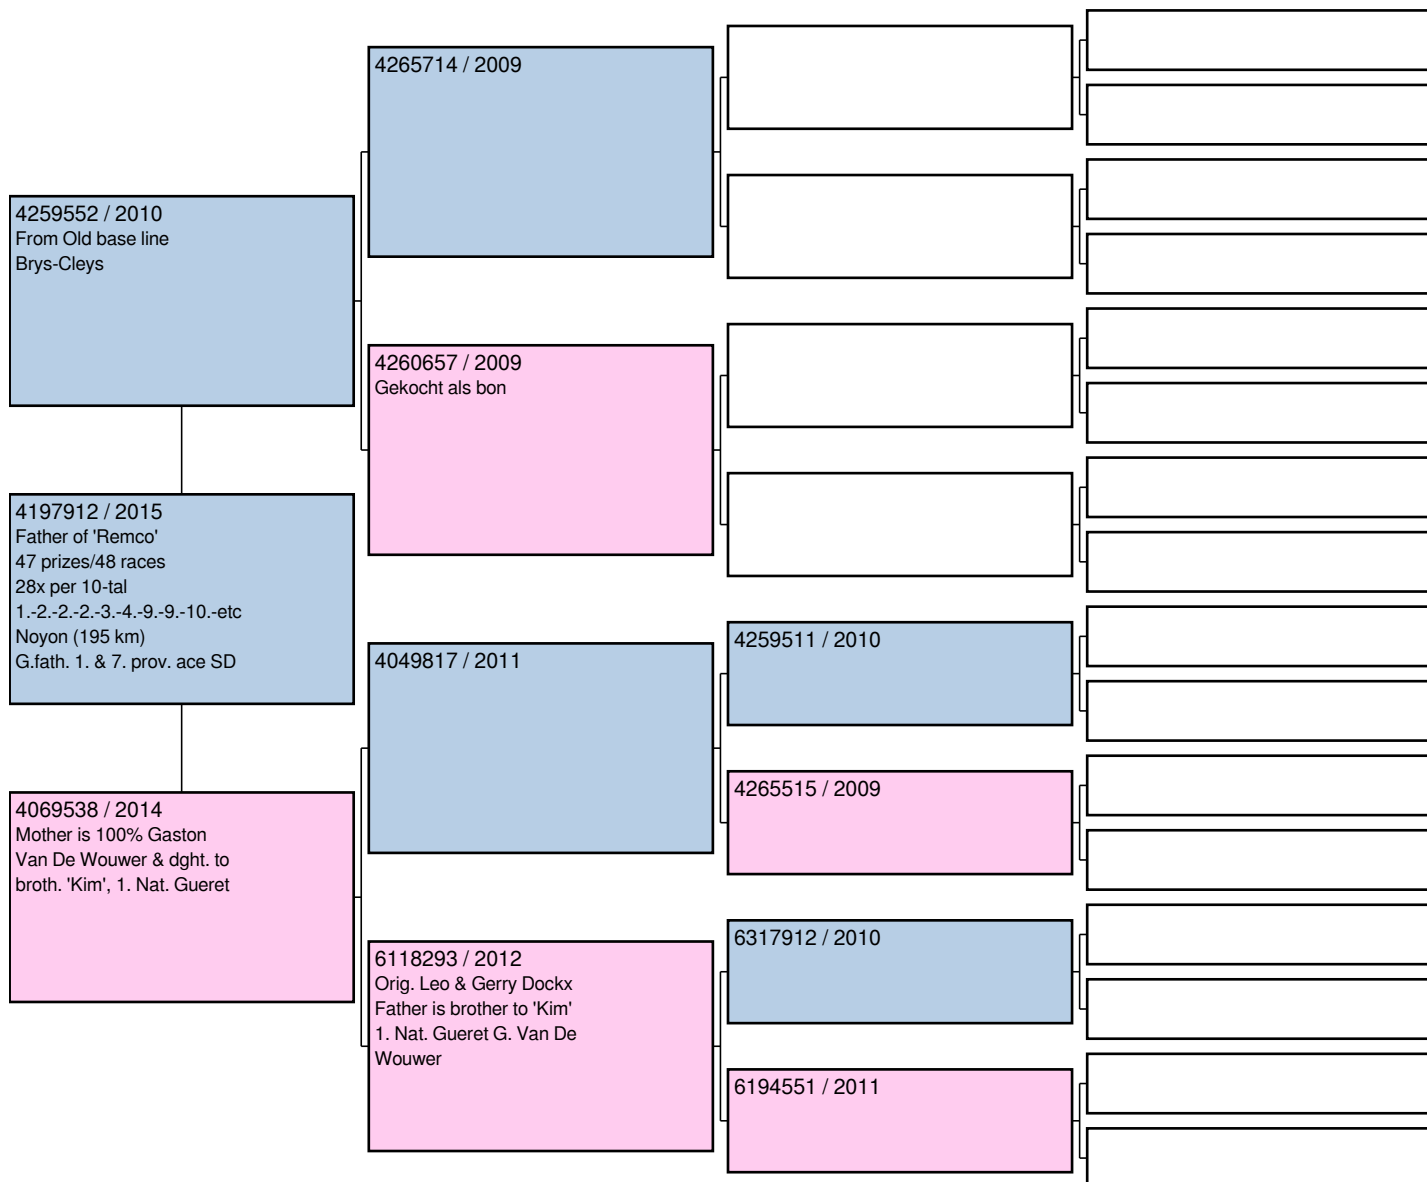 4265714 / 2009
4259552 / 2010
From Old base line
Brys-Cleys
4260657 / 2009
Gekocht als bon
4197912 / 2015
Father of 'Remco'
47 prizes/48 races
28x per 10-tal
1.-2.-2.-2.-3.-4.-9.-9.-10.-etc
Noyon (195 km)
G.fath. 1. & 7. prov. ace SD
4049817 / 2011
4259511 / 2010
4265515 / 2009
4069538 / 2014
Mother is 100% Gaston
Van De Wouwer & dght. to
broth. 'Kim', 1. Nat. Gueret
6118293 / 2012
Orig. Leo & Gerry Dockx
Father is brother to 'Kim'
1. Nat. Gueret G. Van De
Wouwer
6317912 / 2010
6194551 / 2011